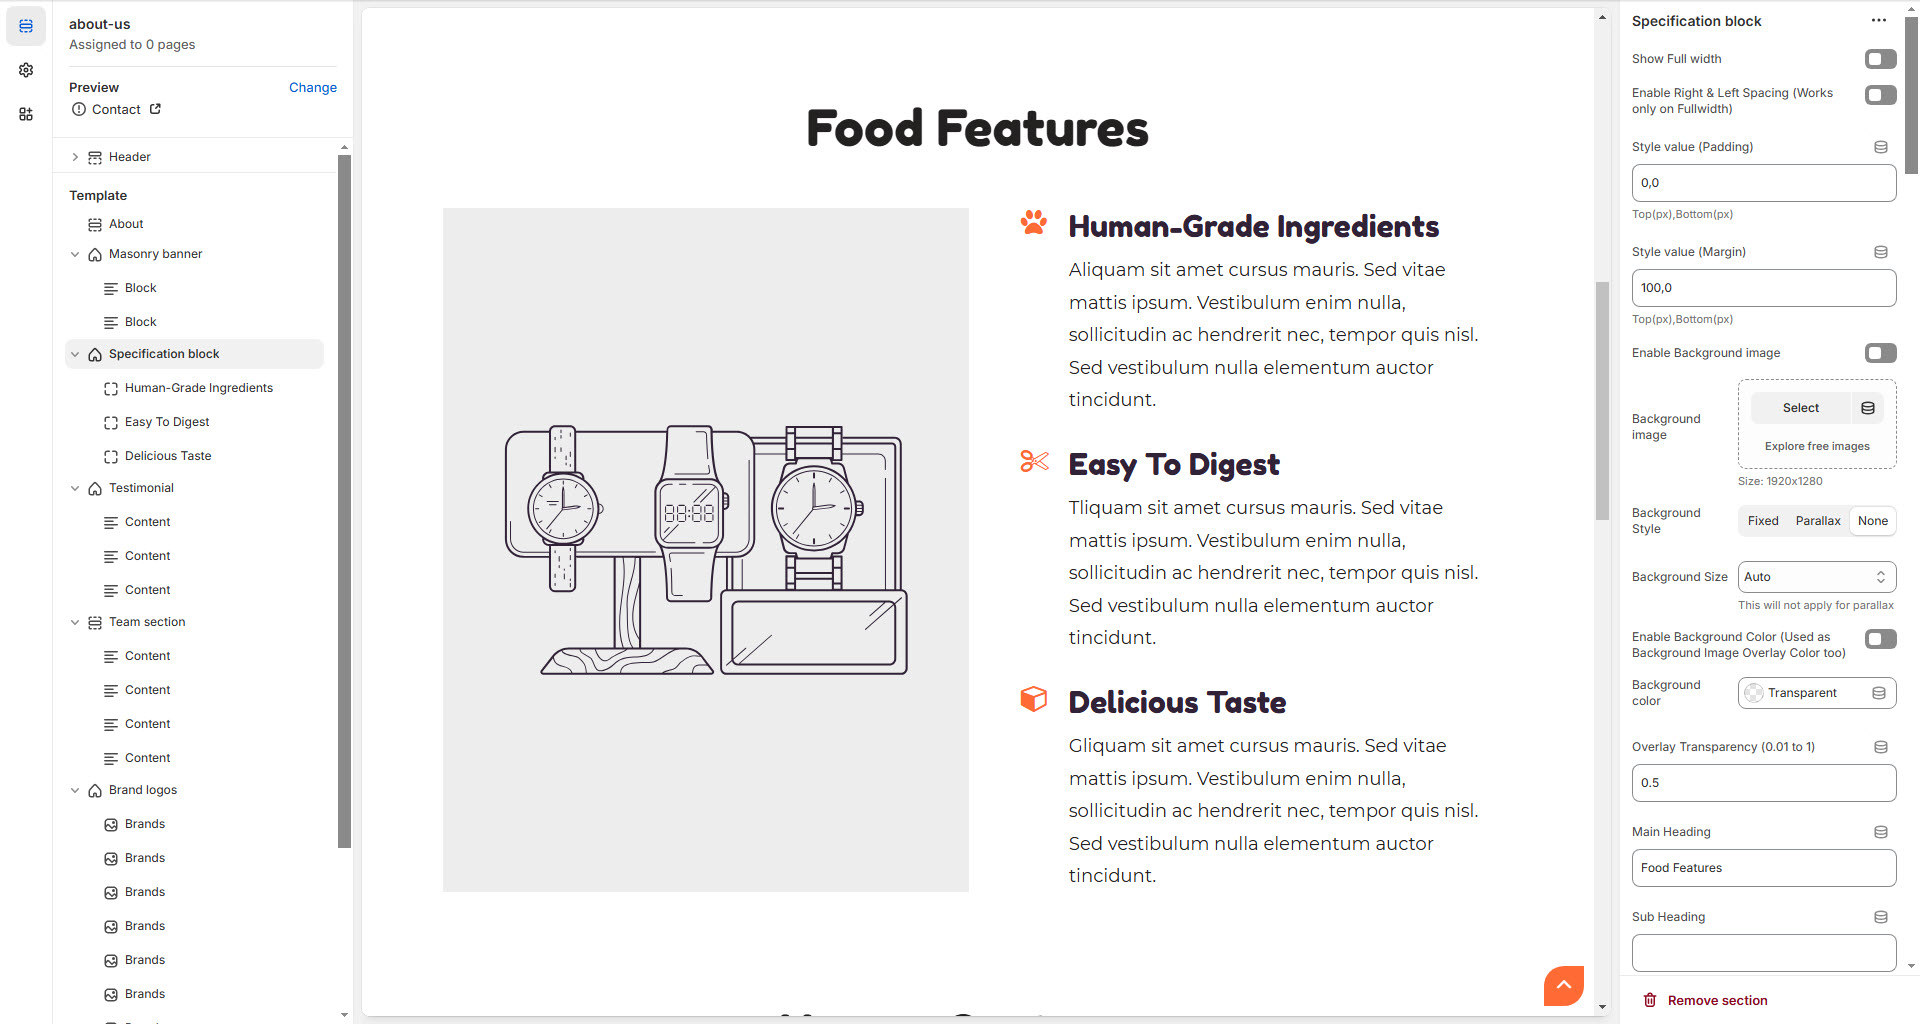 about-us
Assigned to 0 pages
Preview
Change
Contact
Header
Template
About
Masonry banner
Block
Block
Specification block
Human-Grade Ingredients
Easy To Digest
Delicious Taste
Testimonial
Content
Content
Content
Team section
Content
Content
Content
Content
Brand logos
Brands
Brands
Brands
Brands
Brands
Brands
Food Features
88:88
Human-Grade Ingredients
Aliquam sit amet cursus mauris. Sed vitae
mattis ipsum. Vestibulum enim nulla,
sollicitudin ac hendrerit nec, tempor quis nisl.
Sed vestibulum nulla elementum auctor
tincidunt.
Easy To Digest
Tliquam sit amet cursus mauris. Sed vitae
mattis ipsum. Vestibulum enim nulla,
sollicitudin ac hendrerit nec, tempor quis nisl.
Sed vestibulum nulla elementum auctor
tincidunt.
Delicious Taste
Gliquam sit amet cursus mauris. Sed vitae
mattis ipsum. Vestibulum enim nulla,
sollicitudin ac hendrerit nec, tempor quis nisl.
Sed vestibulum nulla elementum auctor
tincidunt.
Specification block
Show Full width
Enable Right & Left Spacing (Works
only on Fullwidth)
Style value (Padding)
0,0
Top(px),Bottom(px)
Style value (Margin)
100,0
Top(px),Bottom(px)
Enable Background image
Background
image
Select
Explore free images
Size: 1920x1280
Background
Style
Fixed Parallax None
Background Size
Auto
This will not apply for parallax
Enable Background Color (Used as
Background Image Overlay Color too)
Background
color
Transparent
Overlay Transparency (0.01 to 1)
0.5
Main Heading
Food Features
Sub Heading
Remove section